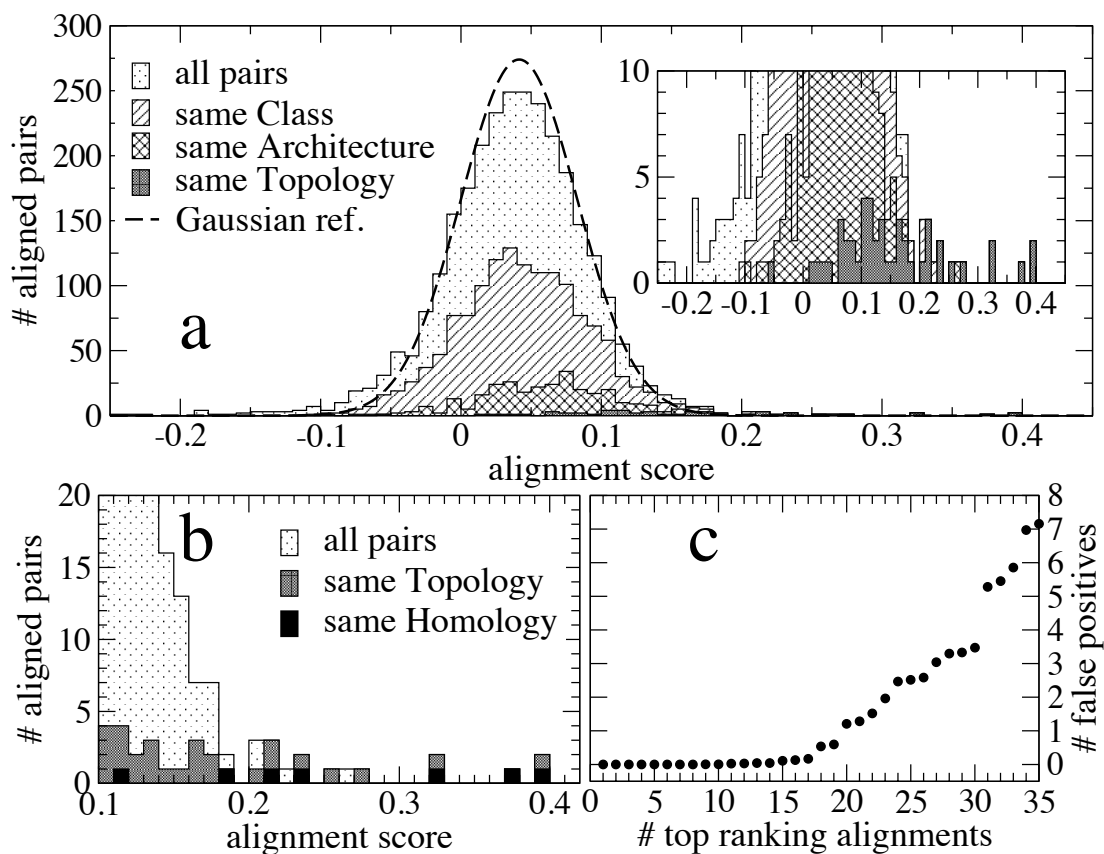 300
250
200
150
100
50
0
# aligned pairs
all pairs
same Class
same Architecture
same Topology
Gaussian ref.
a
-0.2 -0.1 0 0.1 0.2 0.3 0.4
alignment score
10
5
0
-0.2 -0.1 0 0.1 0.2 0.3 0.4
20
15
10
5
0
# aligned pairs
b
all pairs
same Topology
same Homology
0.1 0.2 0.3 0.4
alignment score
c
8
7
6
5
4
3
2
1
0
# false positives
0 5 10 15 20 25 30 35
# top ranking alignments